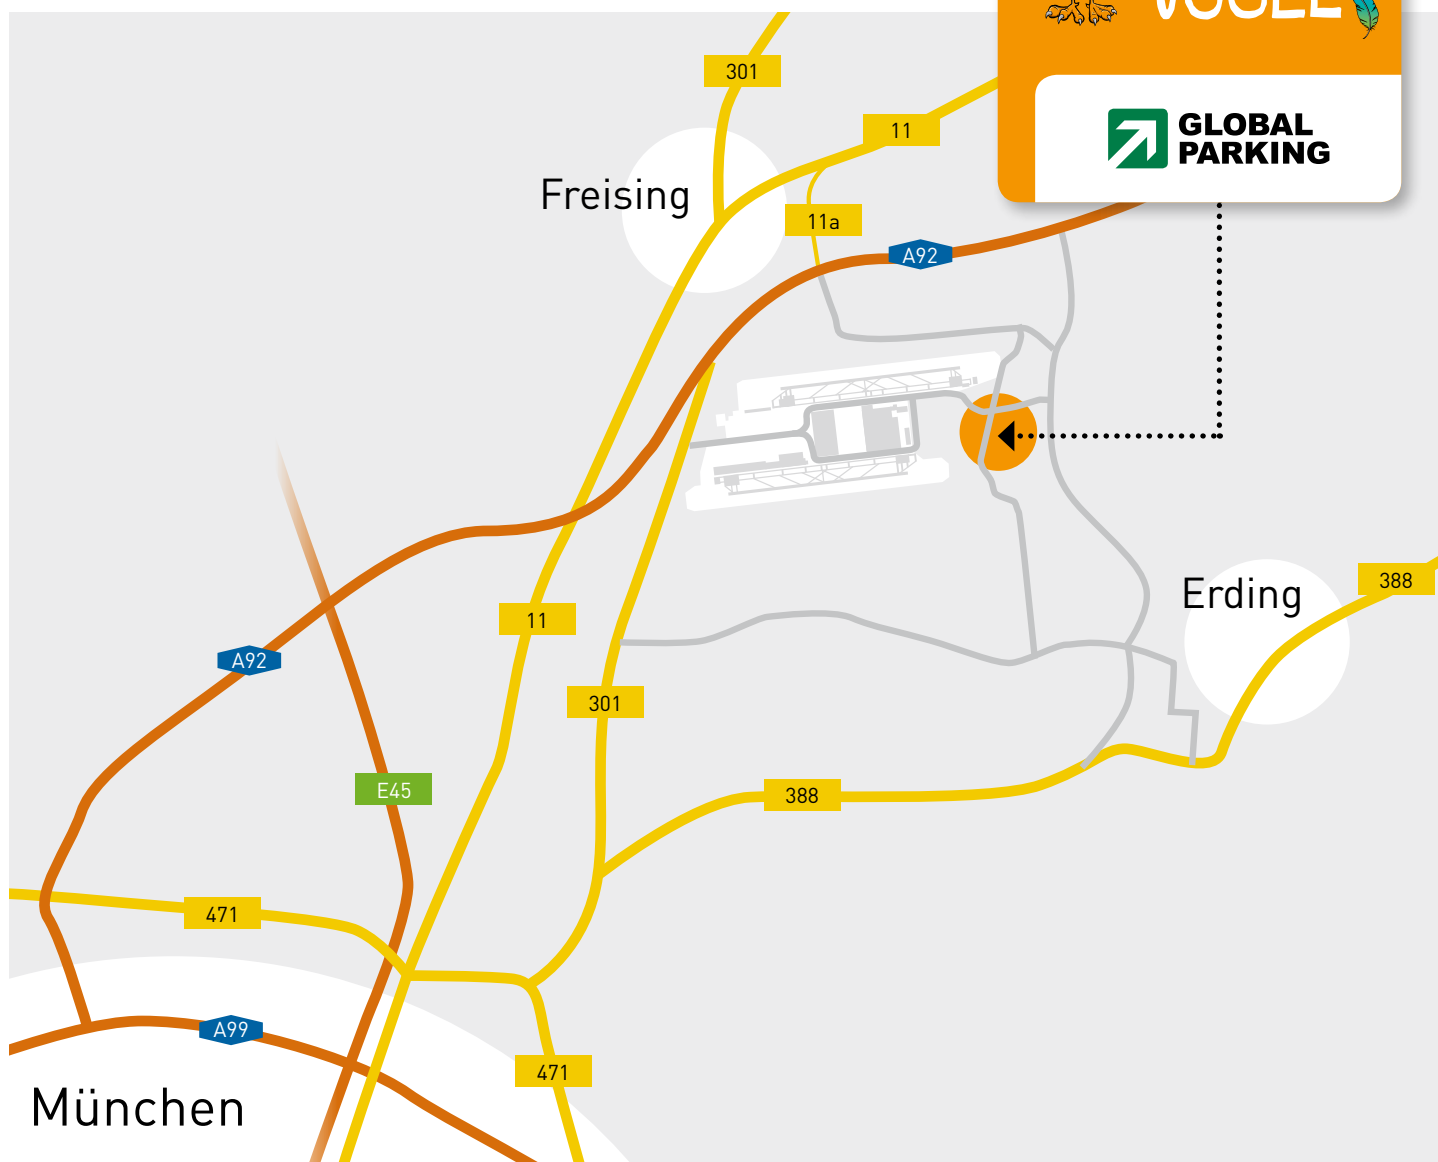 301
11
GLOBAL
PARKING
Freising
11a
A92
Erding
388
11
A92
301
E45
388
471
A99
471
München